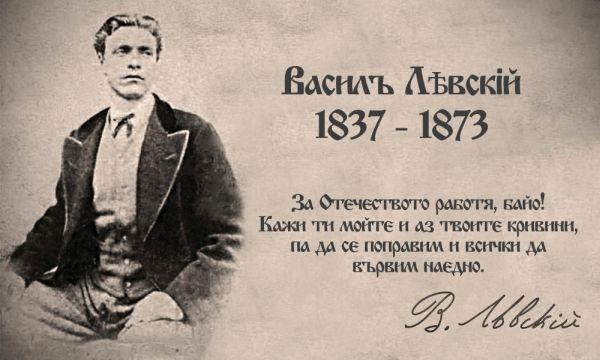 Василъ Лѣвскій
1837 - 1873
За Отечеството работя, байо!
Кажи ти мойте и аз твоите кривини,
па да се поправим и всички да
вървим наедно.
В. Лѣвскій